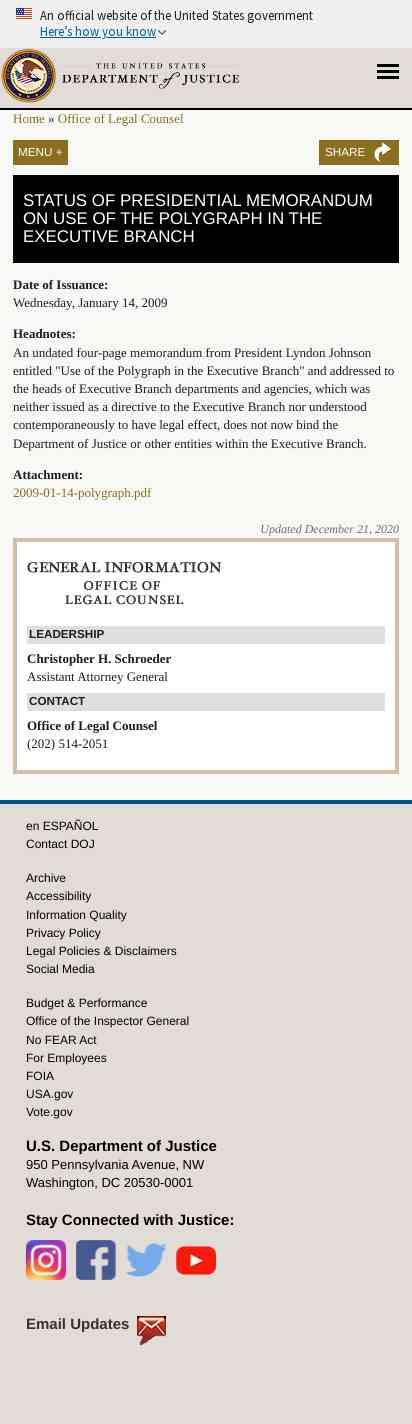 An official website of the United States government
Here's how you know
THE UNITED STATES
DEPARTMENT of JUSTICE
Home » Office of Legal Counsel
MENU +
SHARE
STATUS OF PRESIDENTIAL MEMORANDUM
ON USE OF THE POLYGRAPH IN THE
EXECUTIVE BRANCH
Date of Issuance:
Wednesday, January 14, 2009
Headnotes:
An undated four-page memorandum from President Lyndon Johnson
entitled "Use of the Polygraph in the Executive Branch" and addressed to
the heads of Executive Branch departments and agencies, which was
neither issued as a directive to the Executive Branch nor understood
contemporaneously to have legal effect, does not now bind the
Department of Justice or other entities within the Executive Branch.
Attachment:
2009-01-14-polygraph.pdf
Updated December 21, 2020
GENERAL INFORMATION
OFFICE OF
LEGAL COUNSEL
LEADERSHIP
Christopher H. Schroeder
Assistant Attorney General
CONTACT
Office of Legal Counsel
(202) 514-2051
en ESPAÑOL
Contact DOJ
Archive
Accessibility
Information Quality
Privacy Policy
Legal Policies & Disclaimers
Social Media
Budget & Performance
Office of the Inspector General
No FEAR Act
For Employees
FOIA
USA.gov
Vote.gov
U.S. Department of Justice
950 Pennsylvania Avenue, NW
Washington, DC 20530-0001
Stay Connected with Justice:
Email Updates